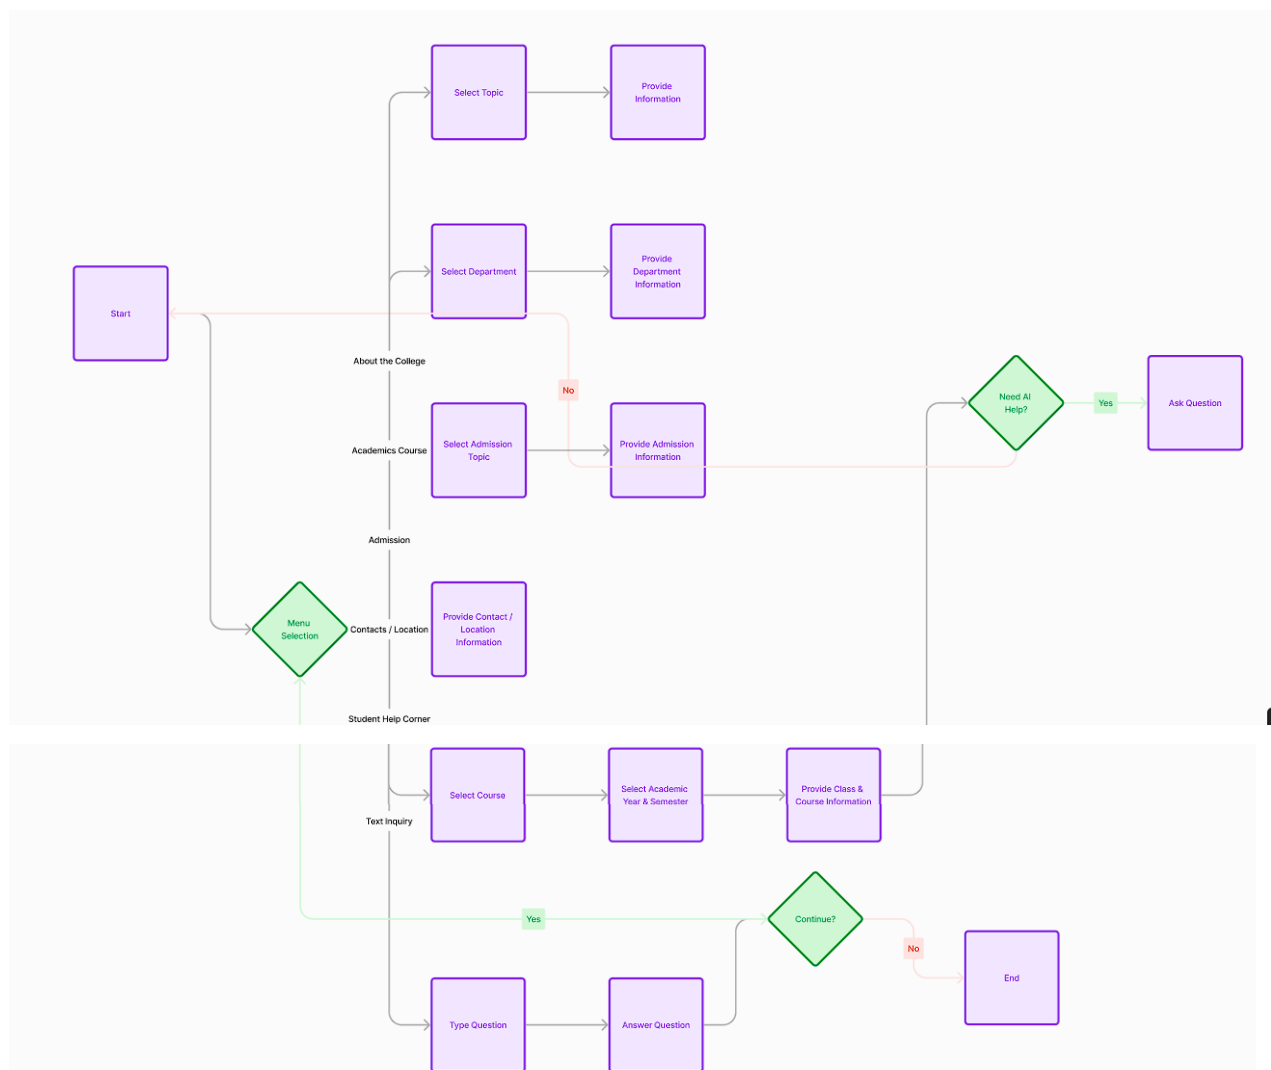 Select Topic
Provide
Information
Select Department
Provide
Department
Information
Start
About the College
No
Need AI
Help?
Yes
Ask Question
Academics Course
Select Admission
Topic
Provide Admission
Information
Admission
Menu
Selection
Contacts / Location
Provide Contact /
Location
Information
Student Help Corner
Select Course
Select Academic
Year & Semester
Provide Class &
Course Information
Text Inquiry
Yes
Continue?
No
End
Type Question
Answer Question